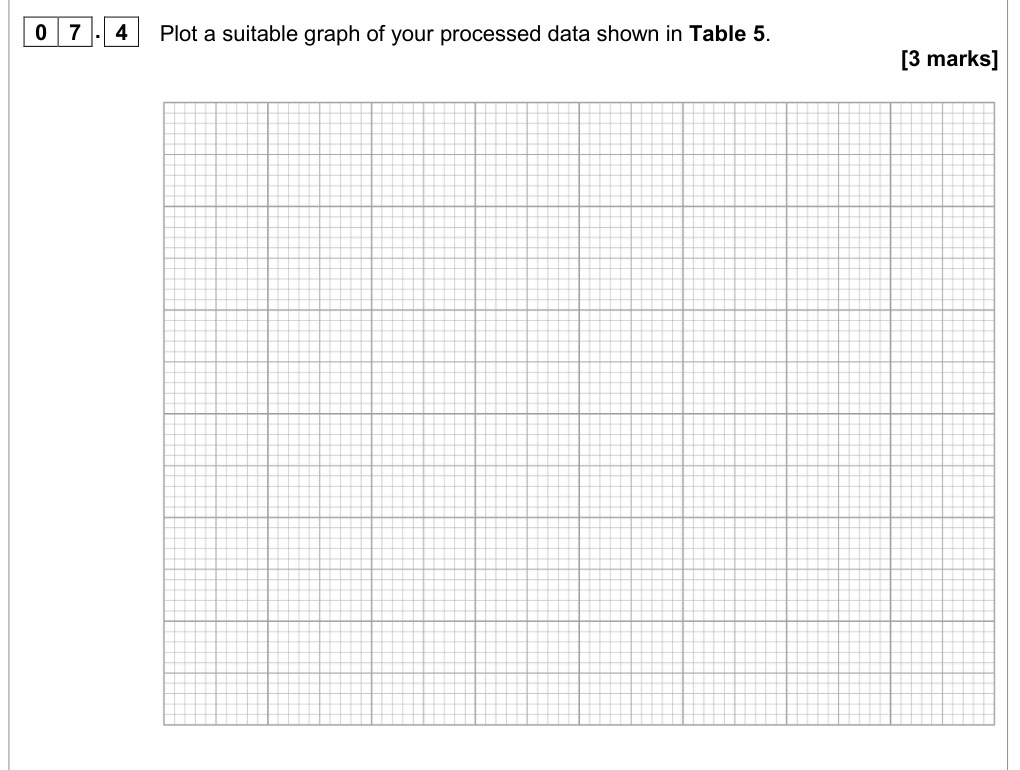 0 7 . 4 Plot a suitable graph of your processed data shown in Table 5.
[3 marks]